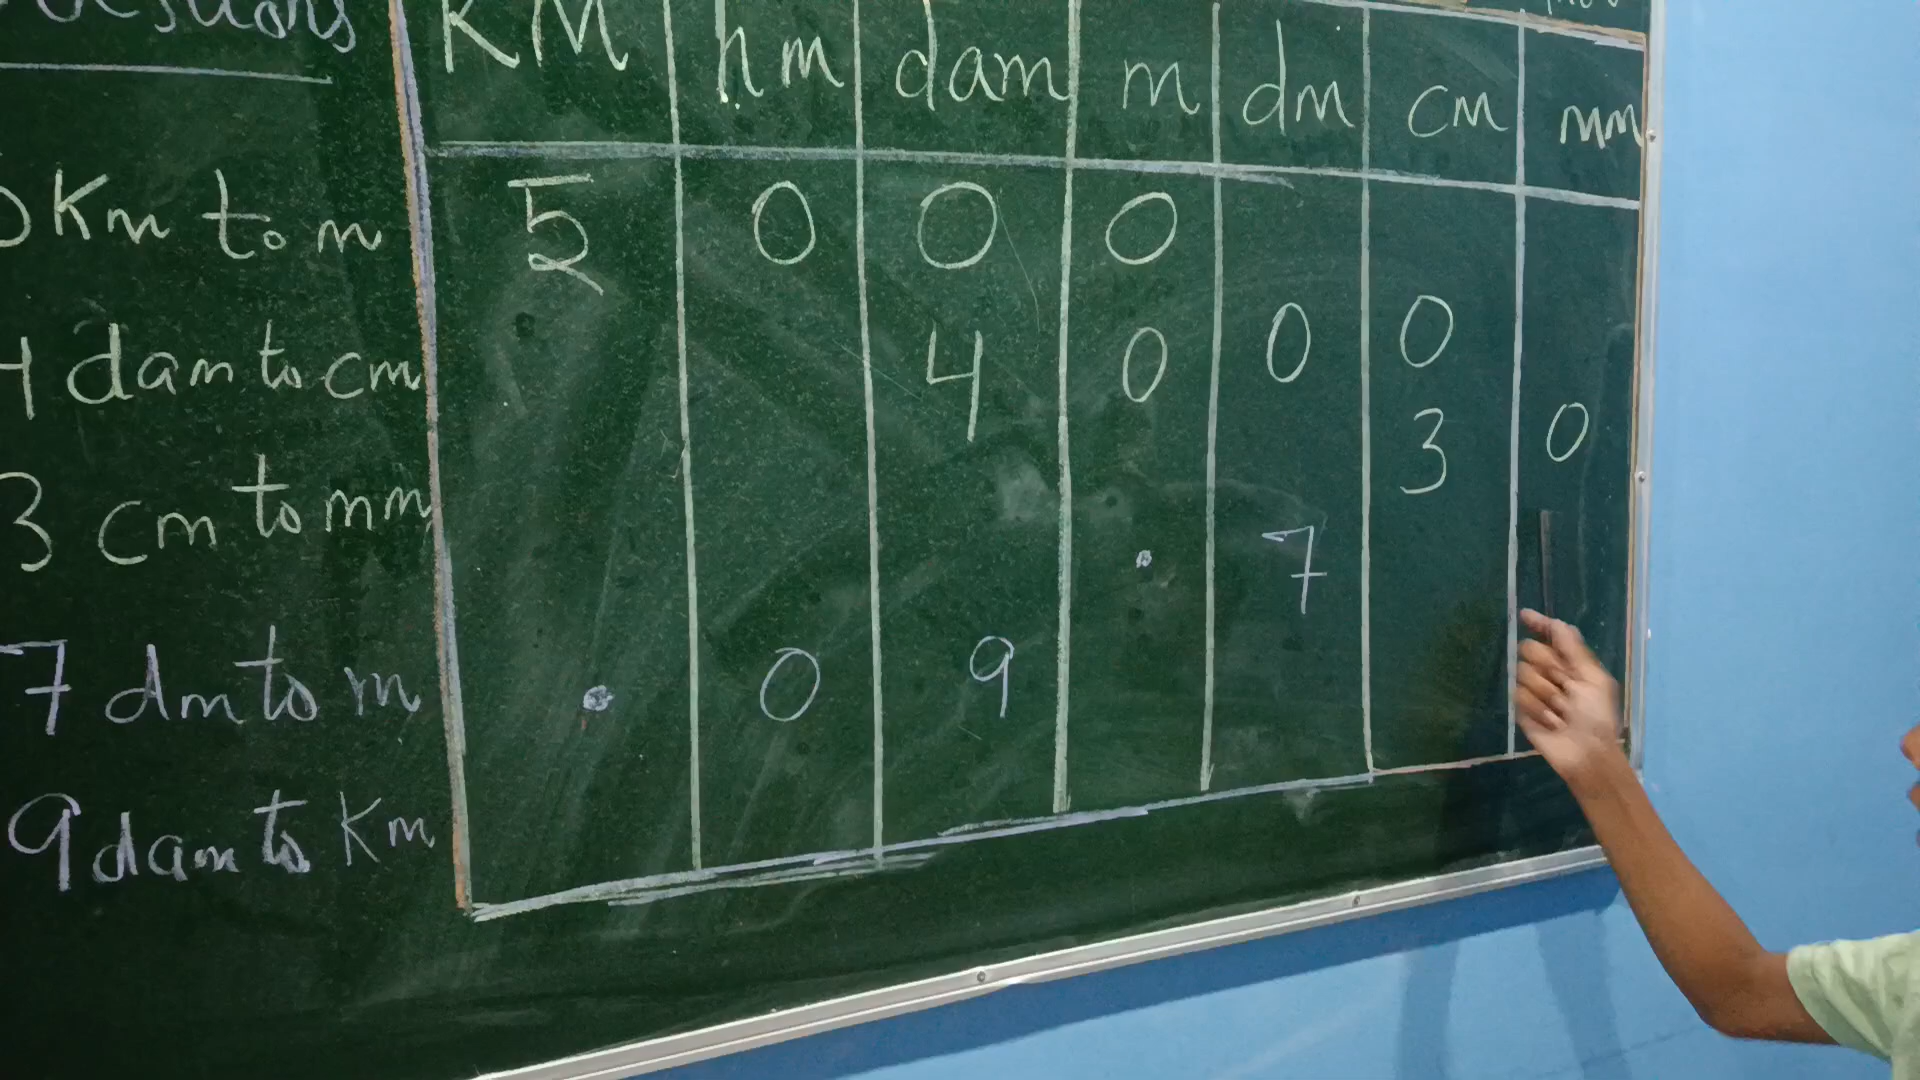 KM hm dam m dm cm mm
Km to m 5 0 0 0
4 dam to cm 4 0 0 0
3 cm to mm 3 0
7 dm to m . 7
9 dam to Km . 0 9